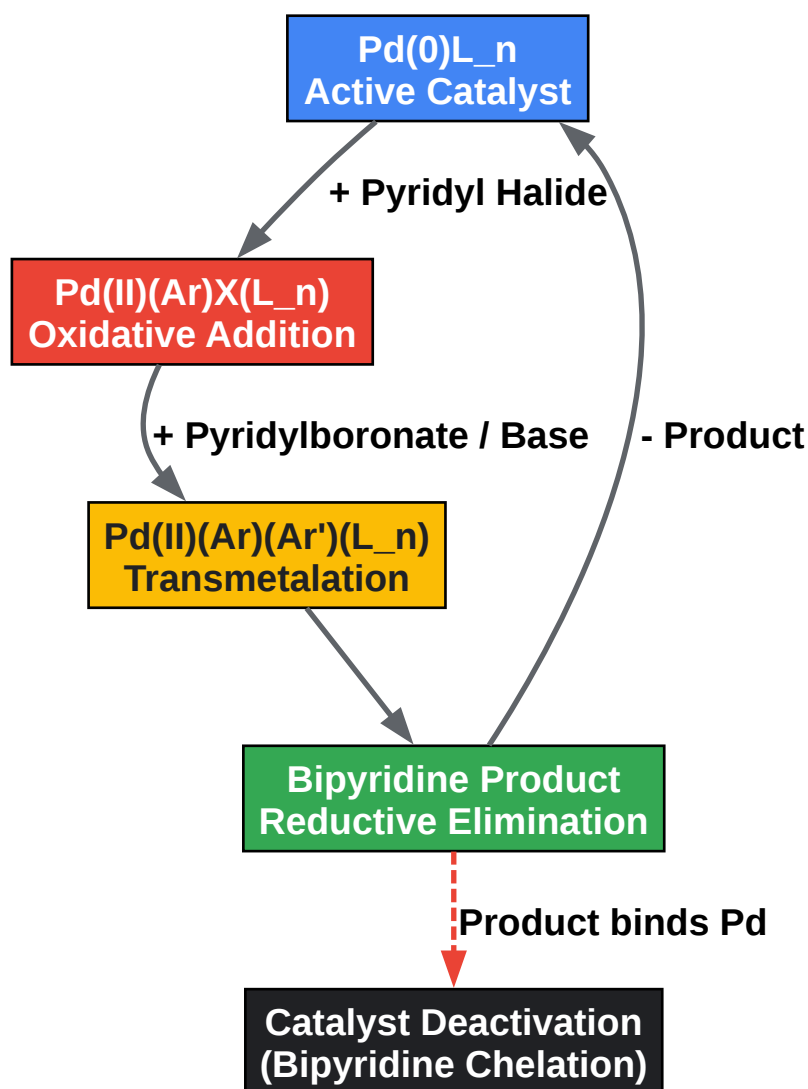 Pd(0)L_n
Active Catalyst
+ Pyridyl Halide
Pd(II)(Ar)X(L_n)
Oxidative Addition
+ Pyridylboronate / Base
- Product
Pd(II)(Ar)(Ar')(L_n)
Transmetalation
Bipyridine Product
Reductive Elimination
Product binds Pd
Catalyst Deactivation
(Bipyridine Chelation)